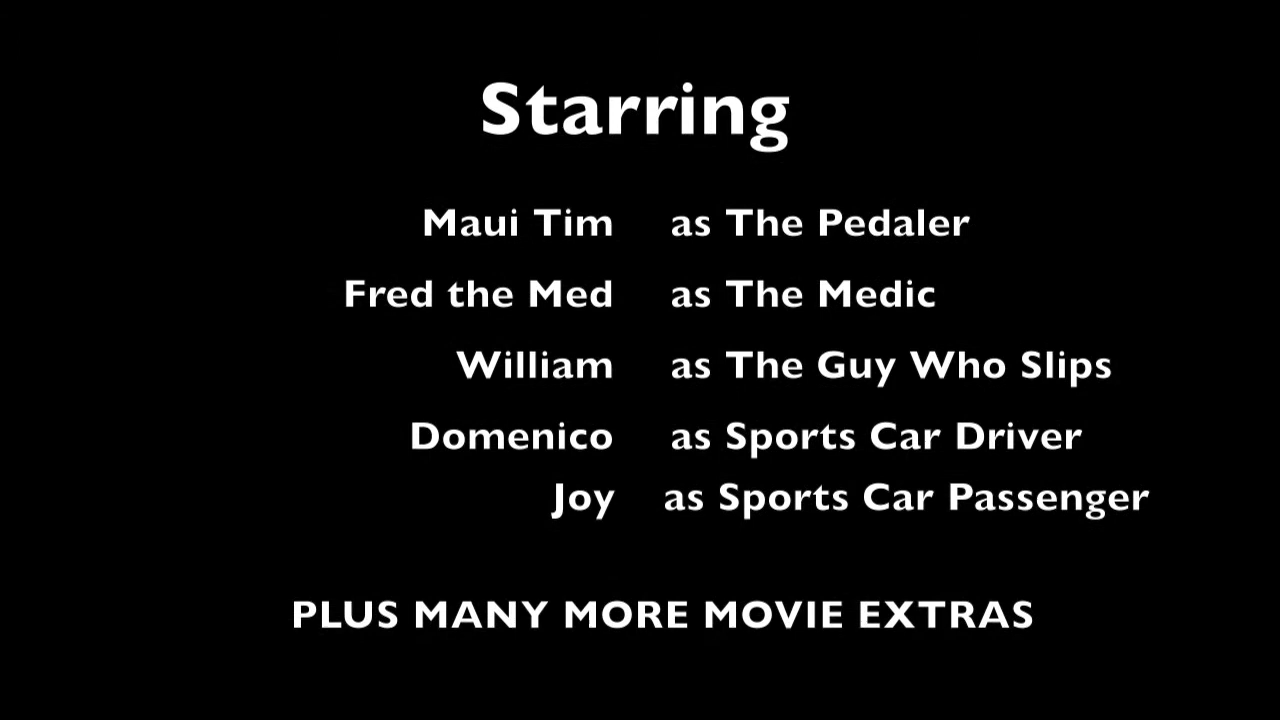 Starring
Maui Tim as The Pedaler
Fred the Med as The Medic
William as The Guy Who Slips
Domenico as Sports Car Driver
Joy as Sports Car Passenger
PLUS MANY MORE MOVIE EXTRAS